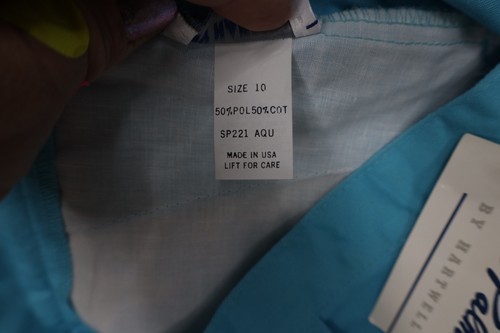 SIZE 10
50%POL50%COT
SP221 AQU
MADE IN USA
LIFT FOR CARE
BY HARTWELL